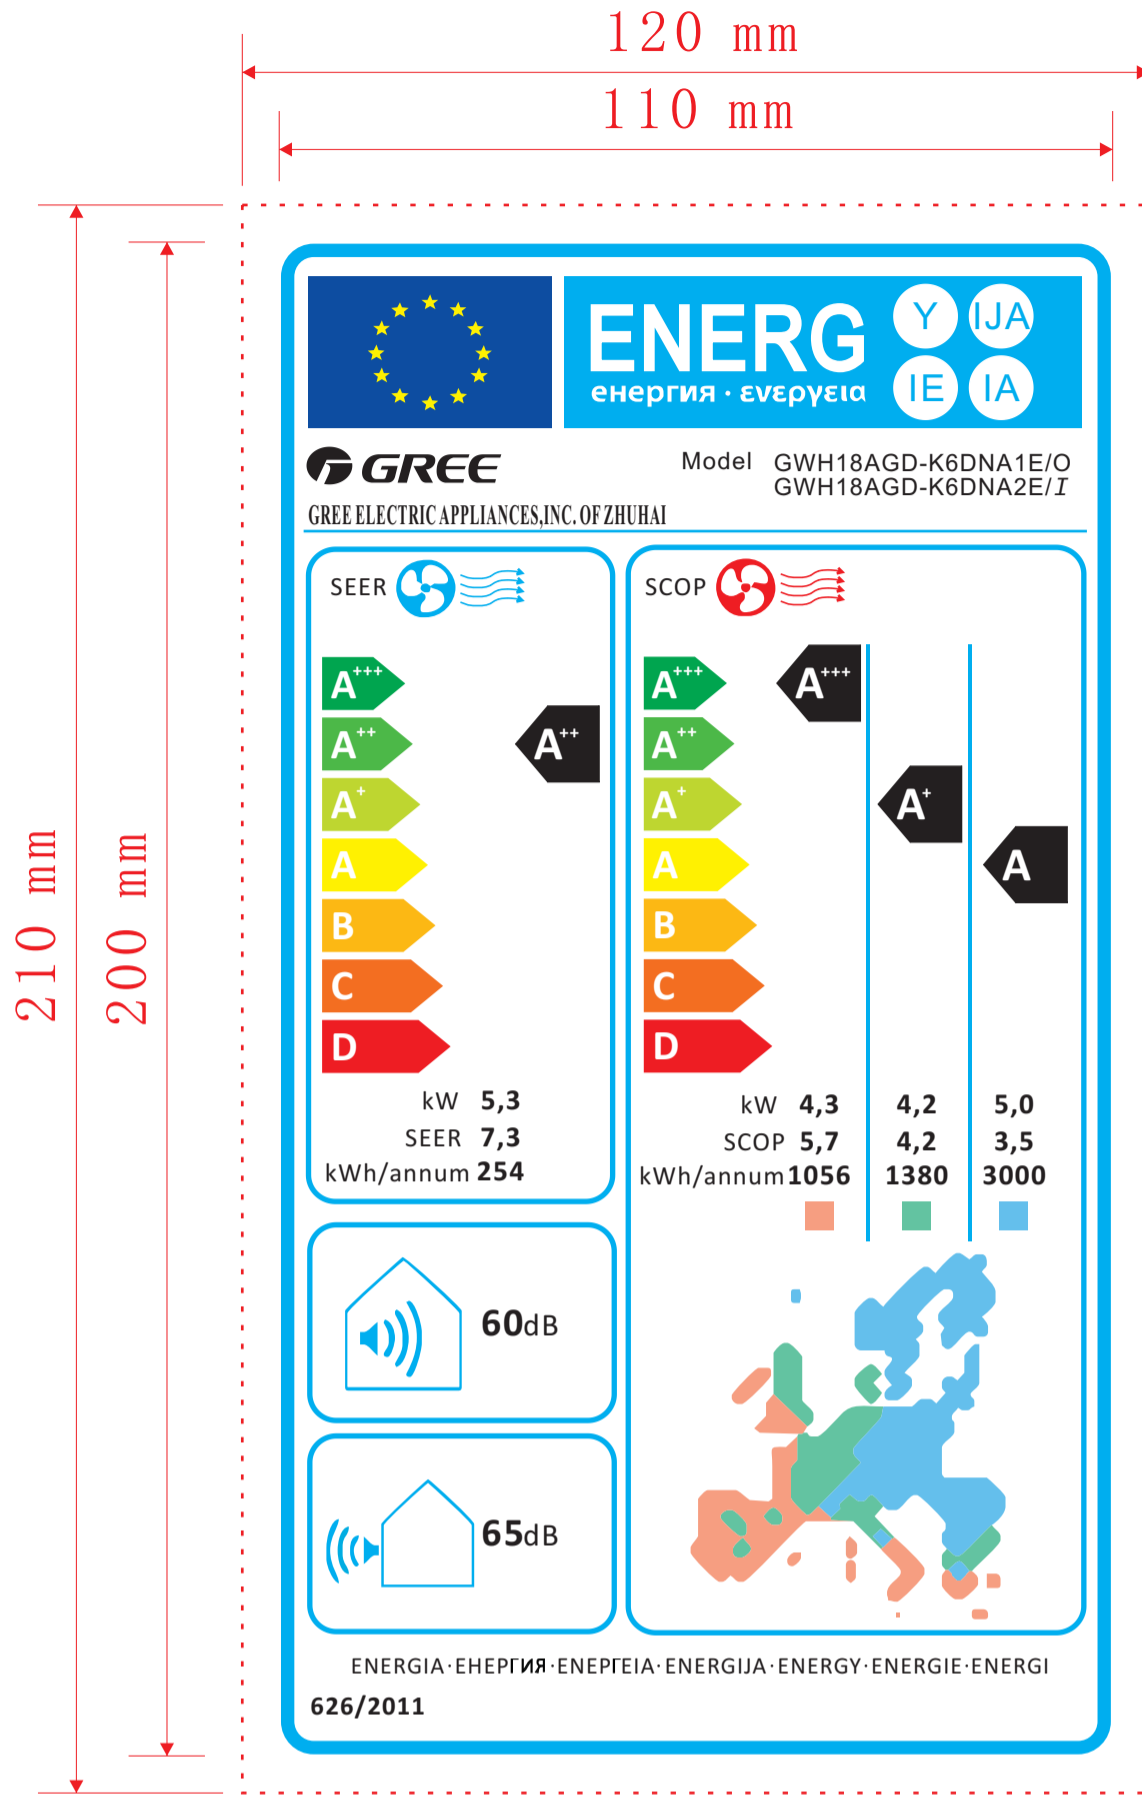 120 mm
110 mm
210 mm
200 mm
ENERG
енергия · ενεργεια
Y IJA
IE IA
GREE
Model GWH18AGD-K6DNA1E/O
GWH18AGD-K6DNA2E/I
GREE ELECTRIC APPLIANCES,INC. OF ZHUHAI
SEER
A+++
A++
A+
A
B
C
D
A++
kW 5,3
SEER 7,3
kWh/annum 254
SCOP
A+++
A++
A+
A
B
C
D
A+++
A+
A
kW 4,3 4,2 5,0
SCOP 5,7 4,2 3,5
kWh/annum 1056 1380 3000
60dB
65dB
ENERGIA·ЕНЕРГИЯ·ΕΝΕΡΓΕΙΑ·ENERGIJA·ENERGY·ENERGIE·ENERGI
626/2011